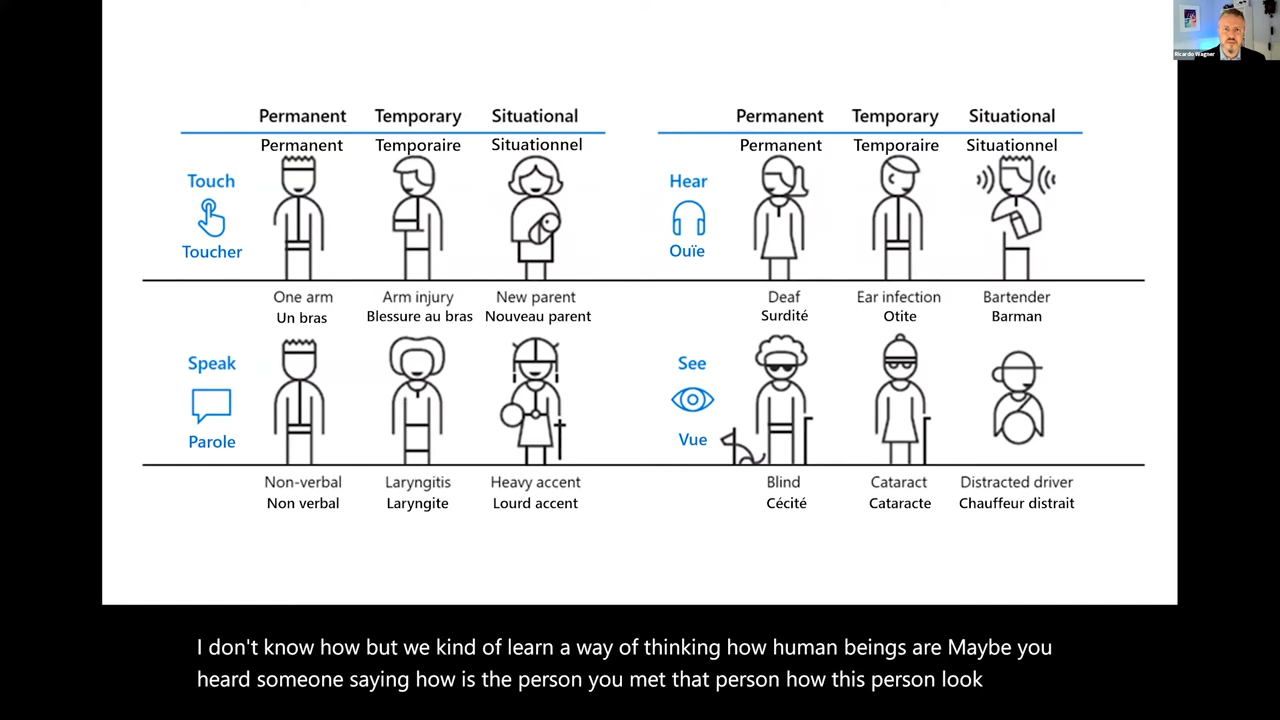 Ricardo Wagner
Permanent Temporary Situational
Permanent Temporaire Situationnel
Touch
Toucher
One arm Arm injury New parent
Un bras Blessure au bras Nouveau parent
Speak
Parole
Non-verbal Laryngitis Heavy accent
Non verbal Laryngite Lourd accent
Permanent Temporary Situational
Permanent Temporaire Situationnel
Hear
Ouïe
Deaf Ear infection Bartender
Surdité Otite Barman
See
Vue
Blind Cataract Distracted driver
Cécité Cataracte Chauffeur distrait
I don't know how but we kind of learn a way of thinking how human beings are Maybe you
heard someone saying how is the person you met that person how this person look